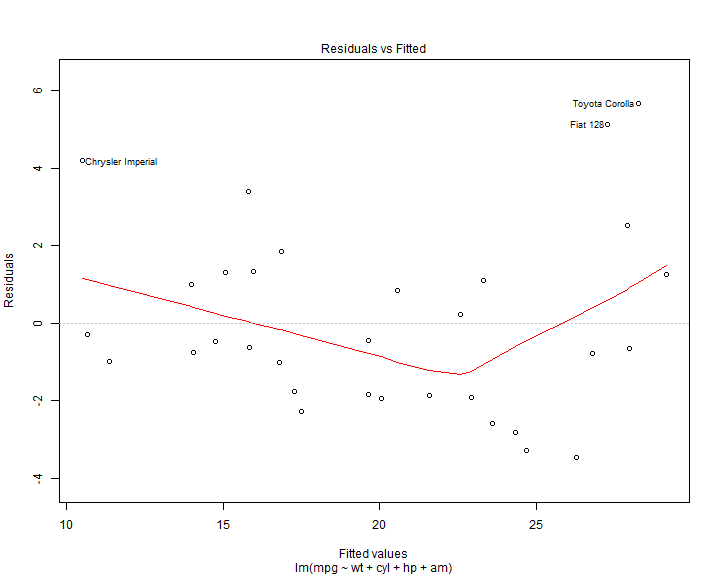 Residuals vs Fitted
6
Toyota Corolla
Fiat 128
4
Chrysler Imperial
2
Residuals
0
-2
-4
10 15 20 25
Fitted values
lm(mpg ~ wt + cyl + hp + am)